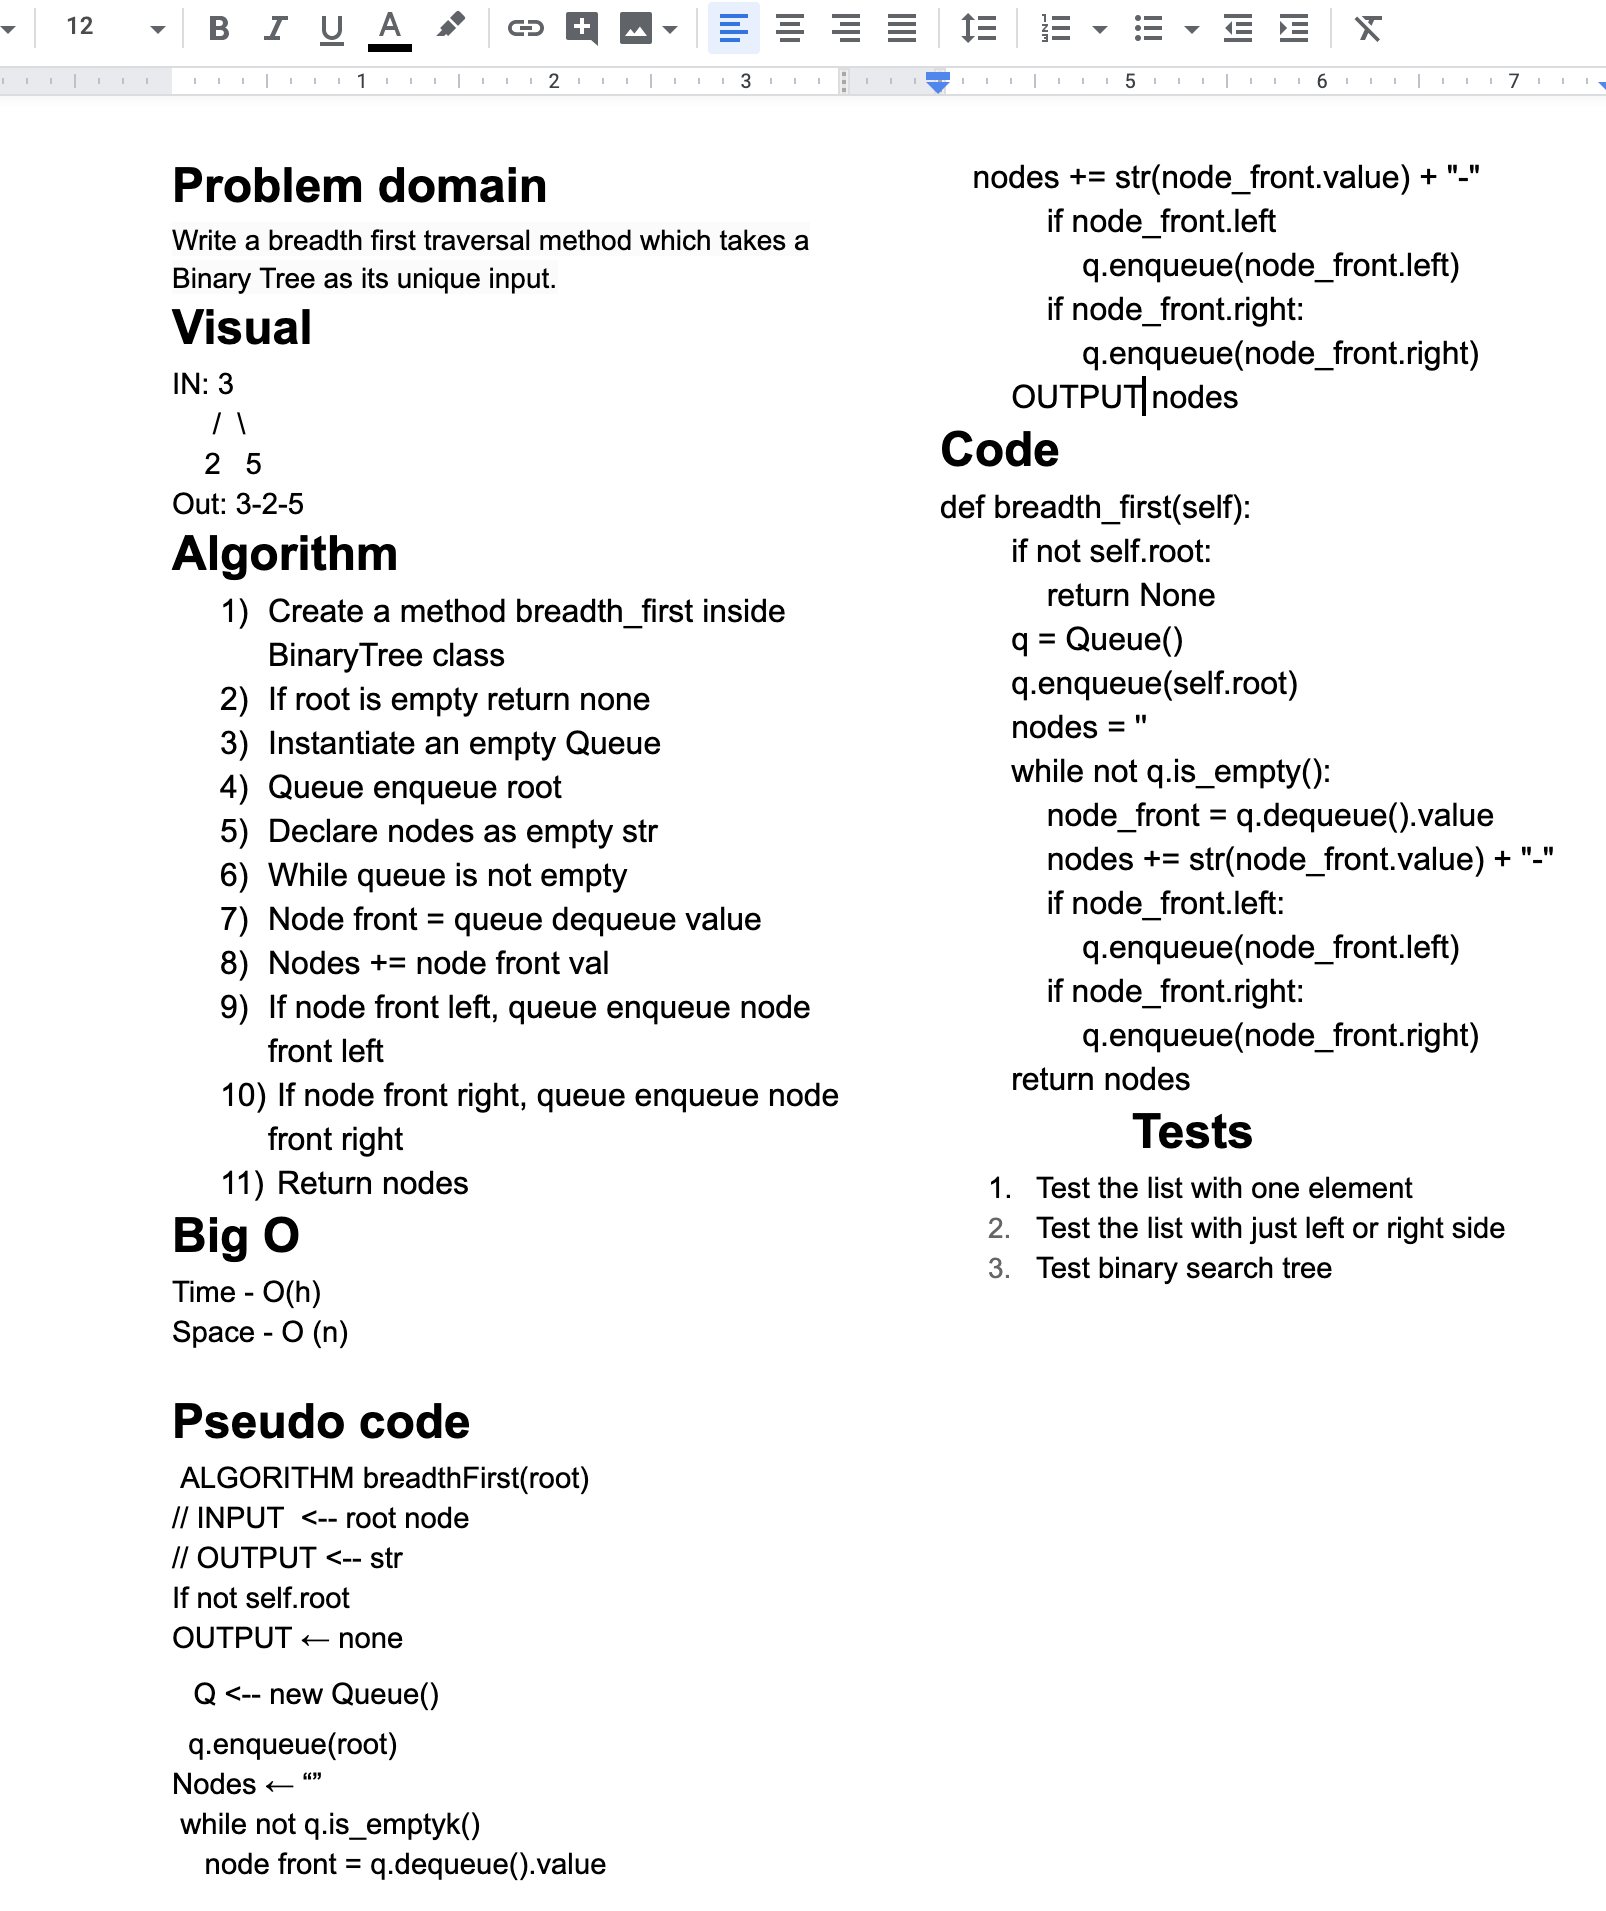 12 B I U A
1 2 3 5 6 7
Problem domain
Write a breadth first traversal method which takes a
Binary Tree as its unique input.
Visual
IN: 3
/ \
2 5
Out: 3-2-5
Algorithm
1) Create a method breadth_first inside
BinaryTree class
2) If root is empty return none
3) Instantiate an empty Queue
4) Queue enqueue root
5) Declare nodes as empty str
6) While queue is not empty
7) Node front = queue dequeue value
8) Nodes += node front val
9) If node front left, queue enqueue node
front left
10) If node front right, queue enqueue node
front right
11) Return nodes
Big O
Time - O(h)
Space - O (n)
Pseudo code
ALGORITHM breadthFirst(root)
// INPUT <-- root node
// OUTPUT <-- str
If not self.root
OUTPUT ← none
Q <-- new Queue()
q.enqueue(root)
Nodes ← “”
while not q.is_emptyk()
node front = q.dequeue().value
nodes += str(node_front.value) + "-"
if node_front.left
q.enqueue(node_front.left)
if node_front.right:
q.enqueue(node_front.right)
OUTPUT nodes
Code
def breadth_first(self):
if not self.root:
return None
q = Queue()
q.enqueue(self.root)
nodes = ''
while not q.is_empty():
node_front = q.dequeue().value
nodes += str(node_front.value) + "-"
if node_front.left:
q.enqueue(node_front.left)
if node_front.right:
q.enqueue(node_front.right)
return nodes
Tests
1. Test the list with one element
2. Test the list with just left or right side
3. Test binary search tree